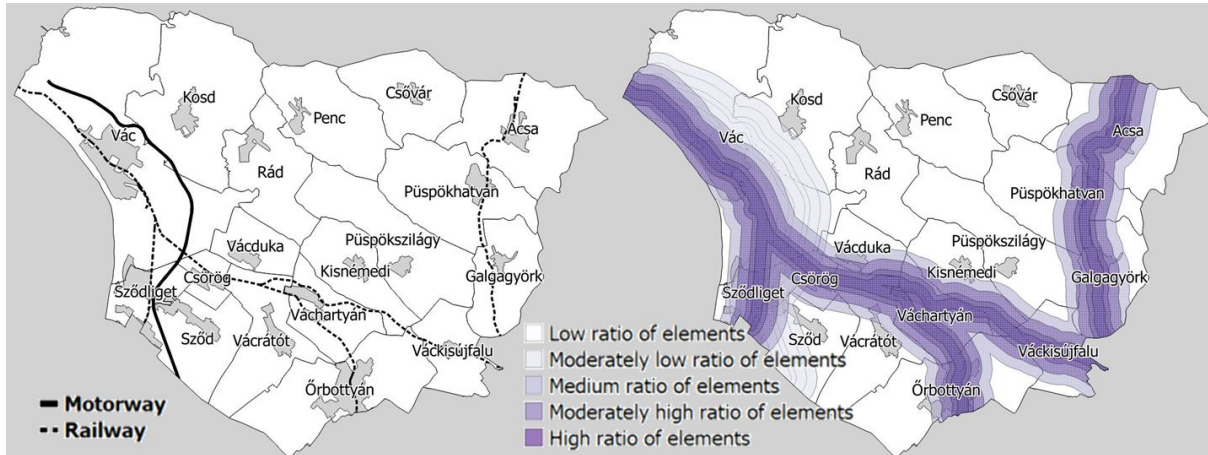 Kosd
Csővár
Penc
Vác
Acsa
Rád
Püspökhatvan
Vácduka
Püspökszilágy
Csörög
Kisnémedi
Galgagyörk
Sződliget
Váchartyán
Sződ
Vácrátót
Váckisújfalu
Őrbottyán
Motorway
Railway
Csővár
Kosd
Penc
Vác
Acsa
Rád
Püspökhatvan
Vácduka
Püspökszilágy
Csörög
Kisnémedi
Galgagyörk
Sződliget
Váchartyán
Sződ
Vácrátót
Váckisújfalu
Őrbottyán
Low ratio of elements
Moderately low ratio of elements
Medium ratio of elements
Moderately high ratio of elements
High ratio of elements